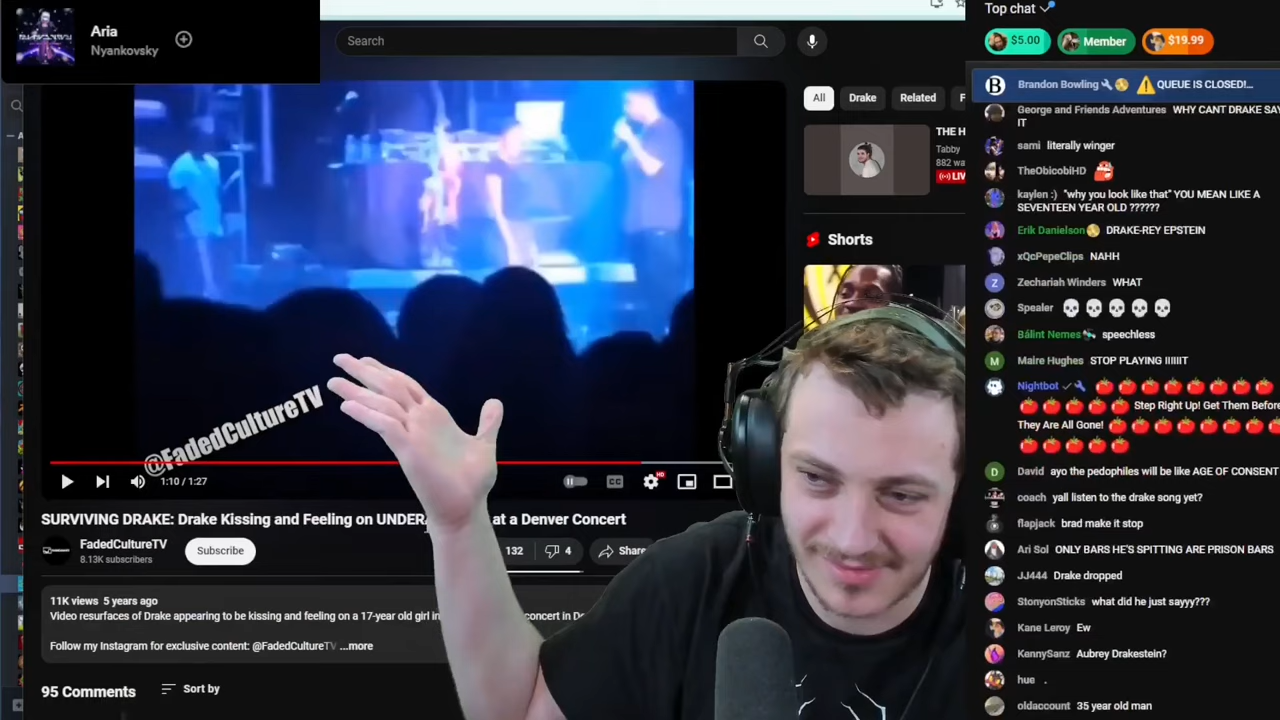 Aria
Nyankovsky
Search
@FadedCultureTV
1:10 / 1:27
CC
HD
SURVIVING DRAKE: Drake Kissing and Feeling on UNDER
at a Denver Concert
FadedCultureTV
8.13K subscribers
Subscribe
132
4
Share
11K views 5 years ago
Video resurfaces of Drake appearing to be kissing and feeling on a 17-year old girl in
concert in
Follow my Instagram for exclusive content: @FadedCultureTV ...more
95 Comments
Sort by
All
Drake
Related
THE H
Tabby
882 wa
LIV
Shorts
Top chat
$5.00
Member
$19.99
Brandon Bowling QUEUE IS CLOSED!...
George and Friends Adventures WHY CANT DRAKE SAY
IT
sami literally winger
TheObicobiHD
kaylen :) "why you look like that" YOU MEAN LIKE A
SEVENTEEN YEAR OLD ??????
Erik Danielson DRAKE-REY EPSTEIN
xQcPepeClips NAHH
Z
Zechariah Winders WHAT
Spealer
Bálint Nemes speechless
M
Maire Hughes STOP PLAYING IIIIIIT
Nightbot
Step Right Up! Get Them Before
They Are All Gone!
D
David ayo the pedophiles will be like AGE OF CONSENT
coach yall listen to the drake song yet?
flapjack brad make it stop
Ari Sol ONLY BARS HE'S SPITTING ARE PRISON BARS
JJ444 Drake dropped
StonyonSticks what did he just sayyy???
Kane Leroy Ew
KennySanz Aubrey Drakestein?
hue .
oldaccount 35 year old man